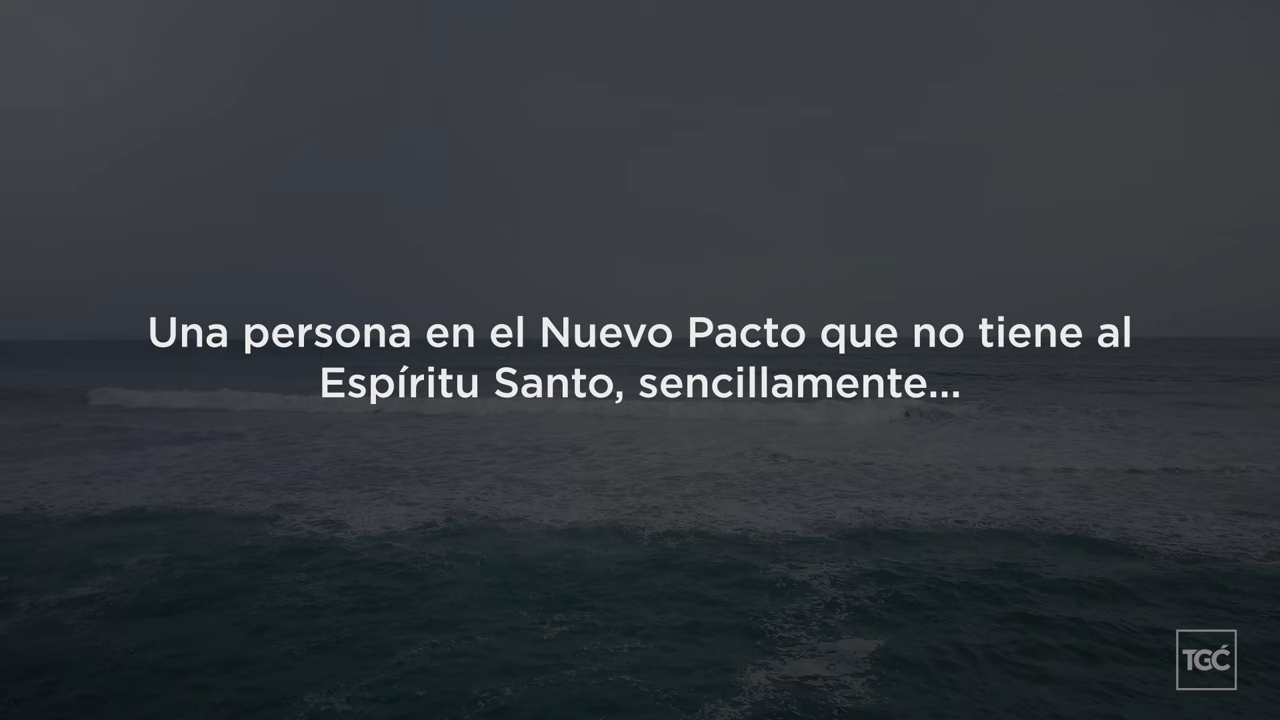 Una persona en el Nuevo Pacto que no tiene al
Espíritu Santo, sencillamente...
TGĆ